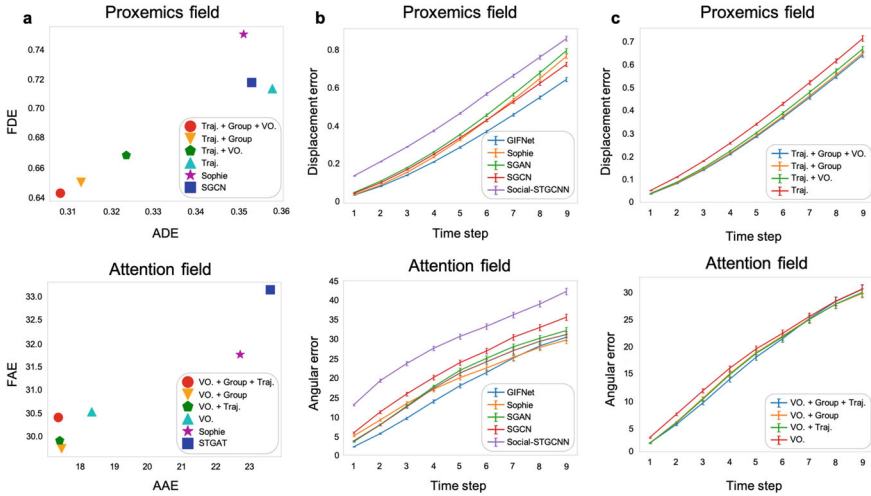 a
Proxemics field
FDE
0.74
0.72
0.70
0.68
0.66
0.64
Traj. + Group + VO.
Traj. + Group
Traj. + VO.
Traj.
Sophie
SGCN
0.31 0.32 0.33 0.34 0.35 0.36
ADE
b
Proxemics field
Displacement error
0.8
0.6
0.4
0.2
0
GIFNet
Sophie
SGAN
SGCN
Social-STGCNN
1 2 3 4 5 6 7 8 9
Time step
c
Proxemics field
Displacement error
0.7
0.6
0.5
0.4
0.3
0.2
0.1
0
Traj. + Group + VO.
Traj. + Group
Traj. + VO.
Traj.
1 2 3 4 5 6 7 8 9
Time step
Attention field
FAE
33.0
32.5
32.0
31.5
31.0
30.5
30.0
VO. + Group + Traj.
VO. + Group
VO. + Traj.
VO.
Sophie
STGAT
18 19 20 21 22 23
AAE
Attention field
Angular error
45
40
35
30
25
20
15
10
5
0
GIFNet
Sophie
SGAN
SGCN
Social-STGCNN
1 2 3 4 5 6 7 8 9
Time step
Attention field
Angular error
30
25
20
15
10
5
0
VO. + Group + Traj.
VO. + Group
VO. + Traj.
VO.
1 2 3 4 5 6 7 8 9
Time step